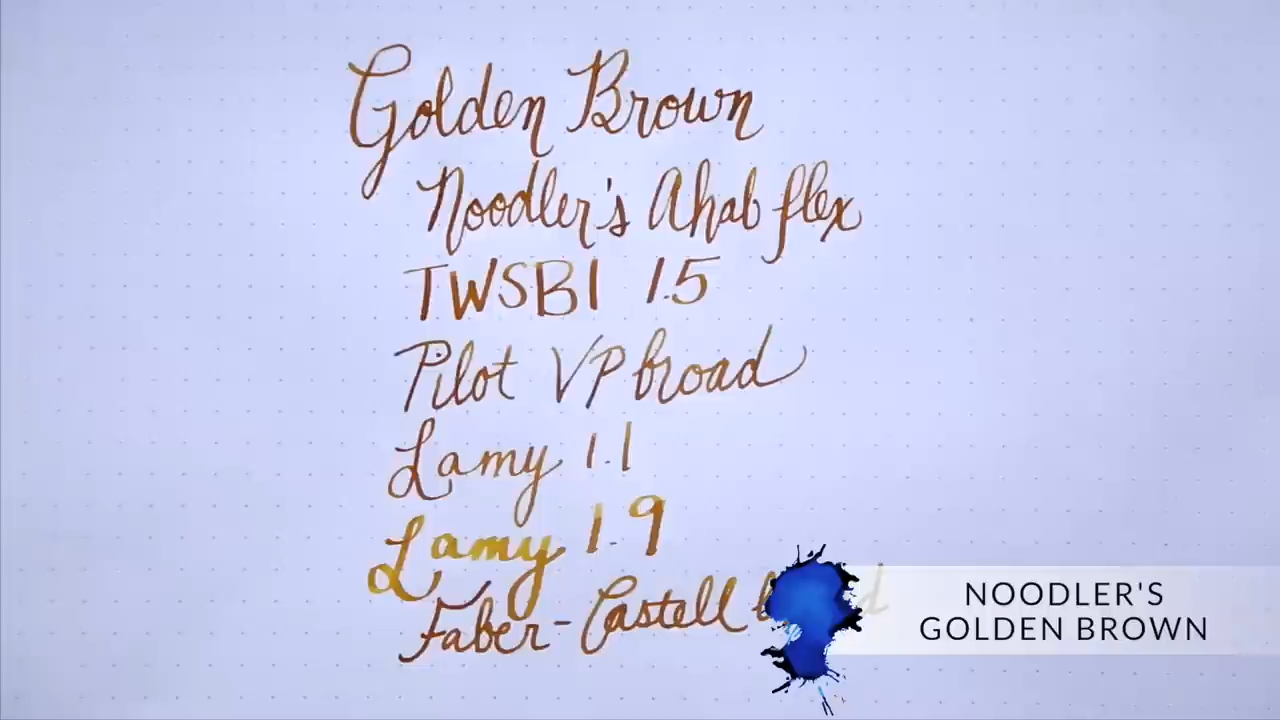 Golden Brown
Noodler's Ahab flex
TWSBI 1.5
Pilot VP broad
Lamy 1.1
Lamy 1.9
Faber-Castell
NOODLER'S
GOLDEN BROWN